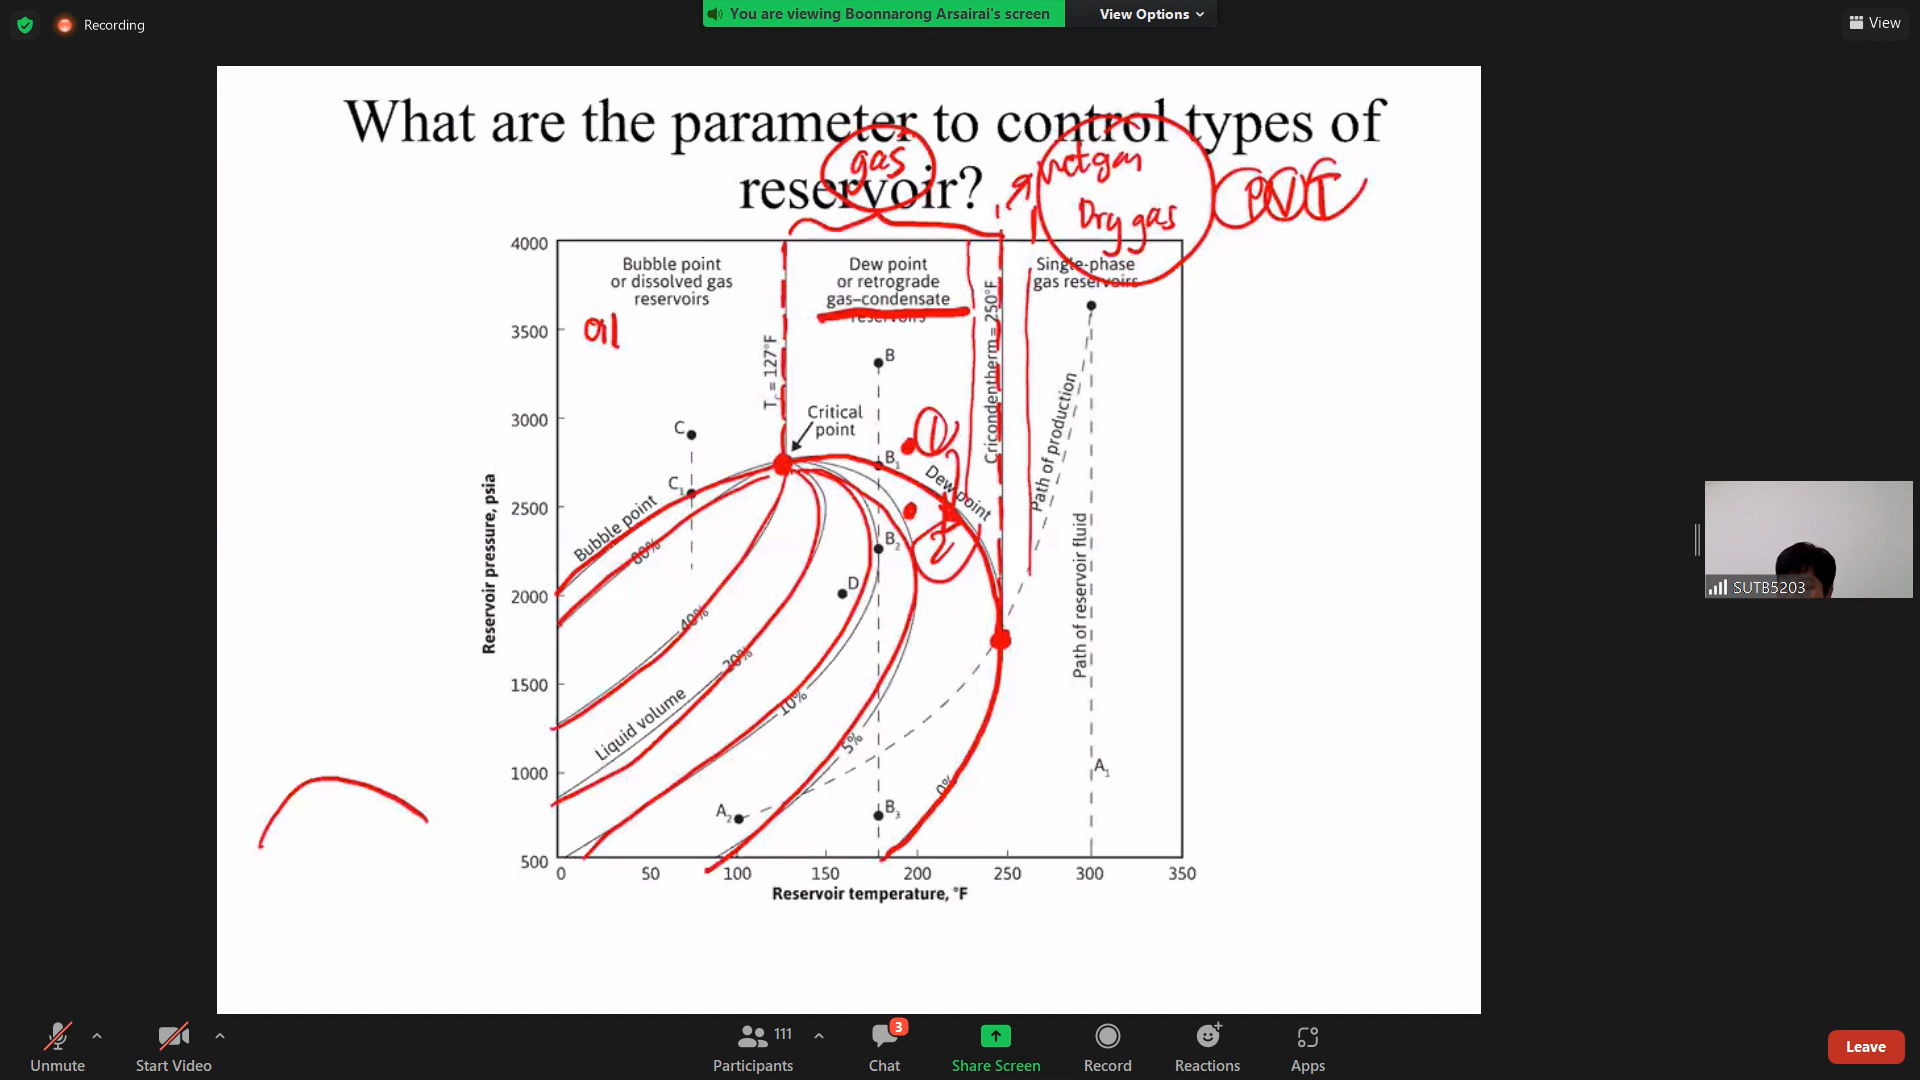 Recording
You are viewing Boonnarong Arsairai's screen
View Options
View
What are the parameter to control types of
reservoir?
gas
wet gas
Dry gas
PVT
4000
3500
3000
2500
2000
1500
1000
500
Reservoir pressure, psia
Bubble point
or dissolved gas
reservoirs
oil
Dew point
or retrograde
gas–condensate
reservoirs
Single-phase
gas reservoirs
Tc = 127°F
Cricondentherm = 250°F
Critical
point
B
C
B1
C1
1
2
Dew point
Bubble point
Path of production
Path of reservoir fluid
80%
B2
D
40%
20%
Liquid volume
10%
5%
0%
A1
A2
B3
0
50
100
150
200
250
300
350
Reservoir temperature, °F
SUTB5203
Unmute
Start Video
111
Participants
3
Chat
Share Screen
Record
Reactions
Apps
Leave